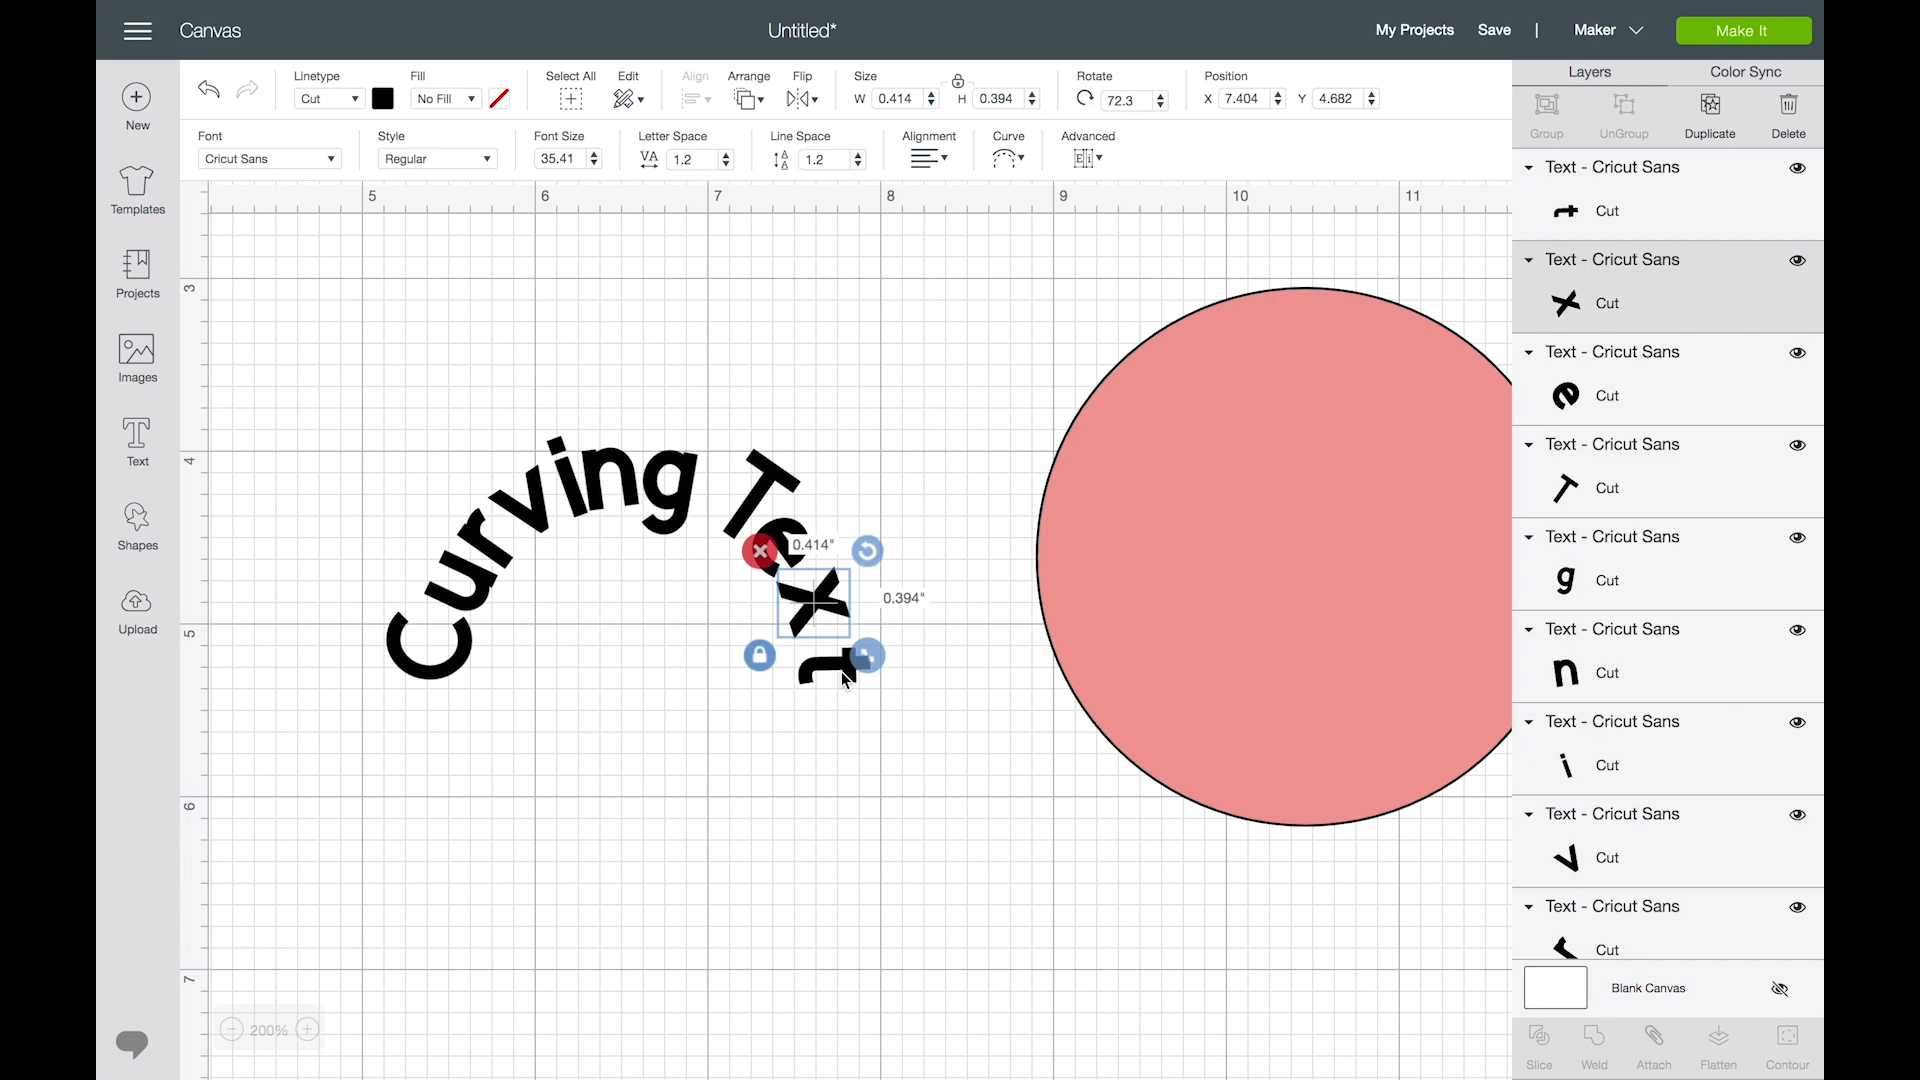 Canvas
Untitled*
My Projects
Save
|
Maker
Make It
New
Templates
Projects
Images
Text
Shapes
Upload
Linetype
Cut
Fill
No Fill
Select All
Edit
Align
Arrange
Flip
Size
W 0.414
H 0.394
Rotate
72.3
Position
X 7.404
Y 4.682
Font
Cricut Sans
Style
Regular
Font Size
35.41
Letter Space
VA 1.2
Line Space
1.2
Alignment
Curve
Advanced
5 6 7 8 9 10 11
3
4
5
6
7
Curving Text
0.414"
0.394"
200%
Layers
Color Sync
Group
UnGroup
Duplicate
Delete
Text - Cricut Sans
t Cut
Text - Cricut Sans
x Cut
Text - Cricut Sans
e Cut
Text - Cricut Sans
T Cut
Text - Cricut Sans
g Cut
Text - Cricut Sans
n Cut
Text - Cricut Sans
i Cut
Text - Cricut Sans
v Cut
Text - Cricut Sans
r Cut
Blank Canvas
Slice
Weld
Attach
Flatten
Contour